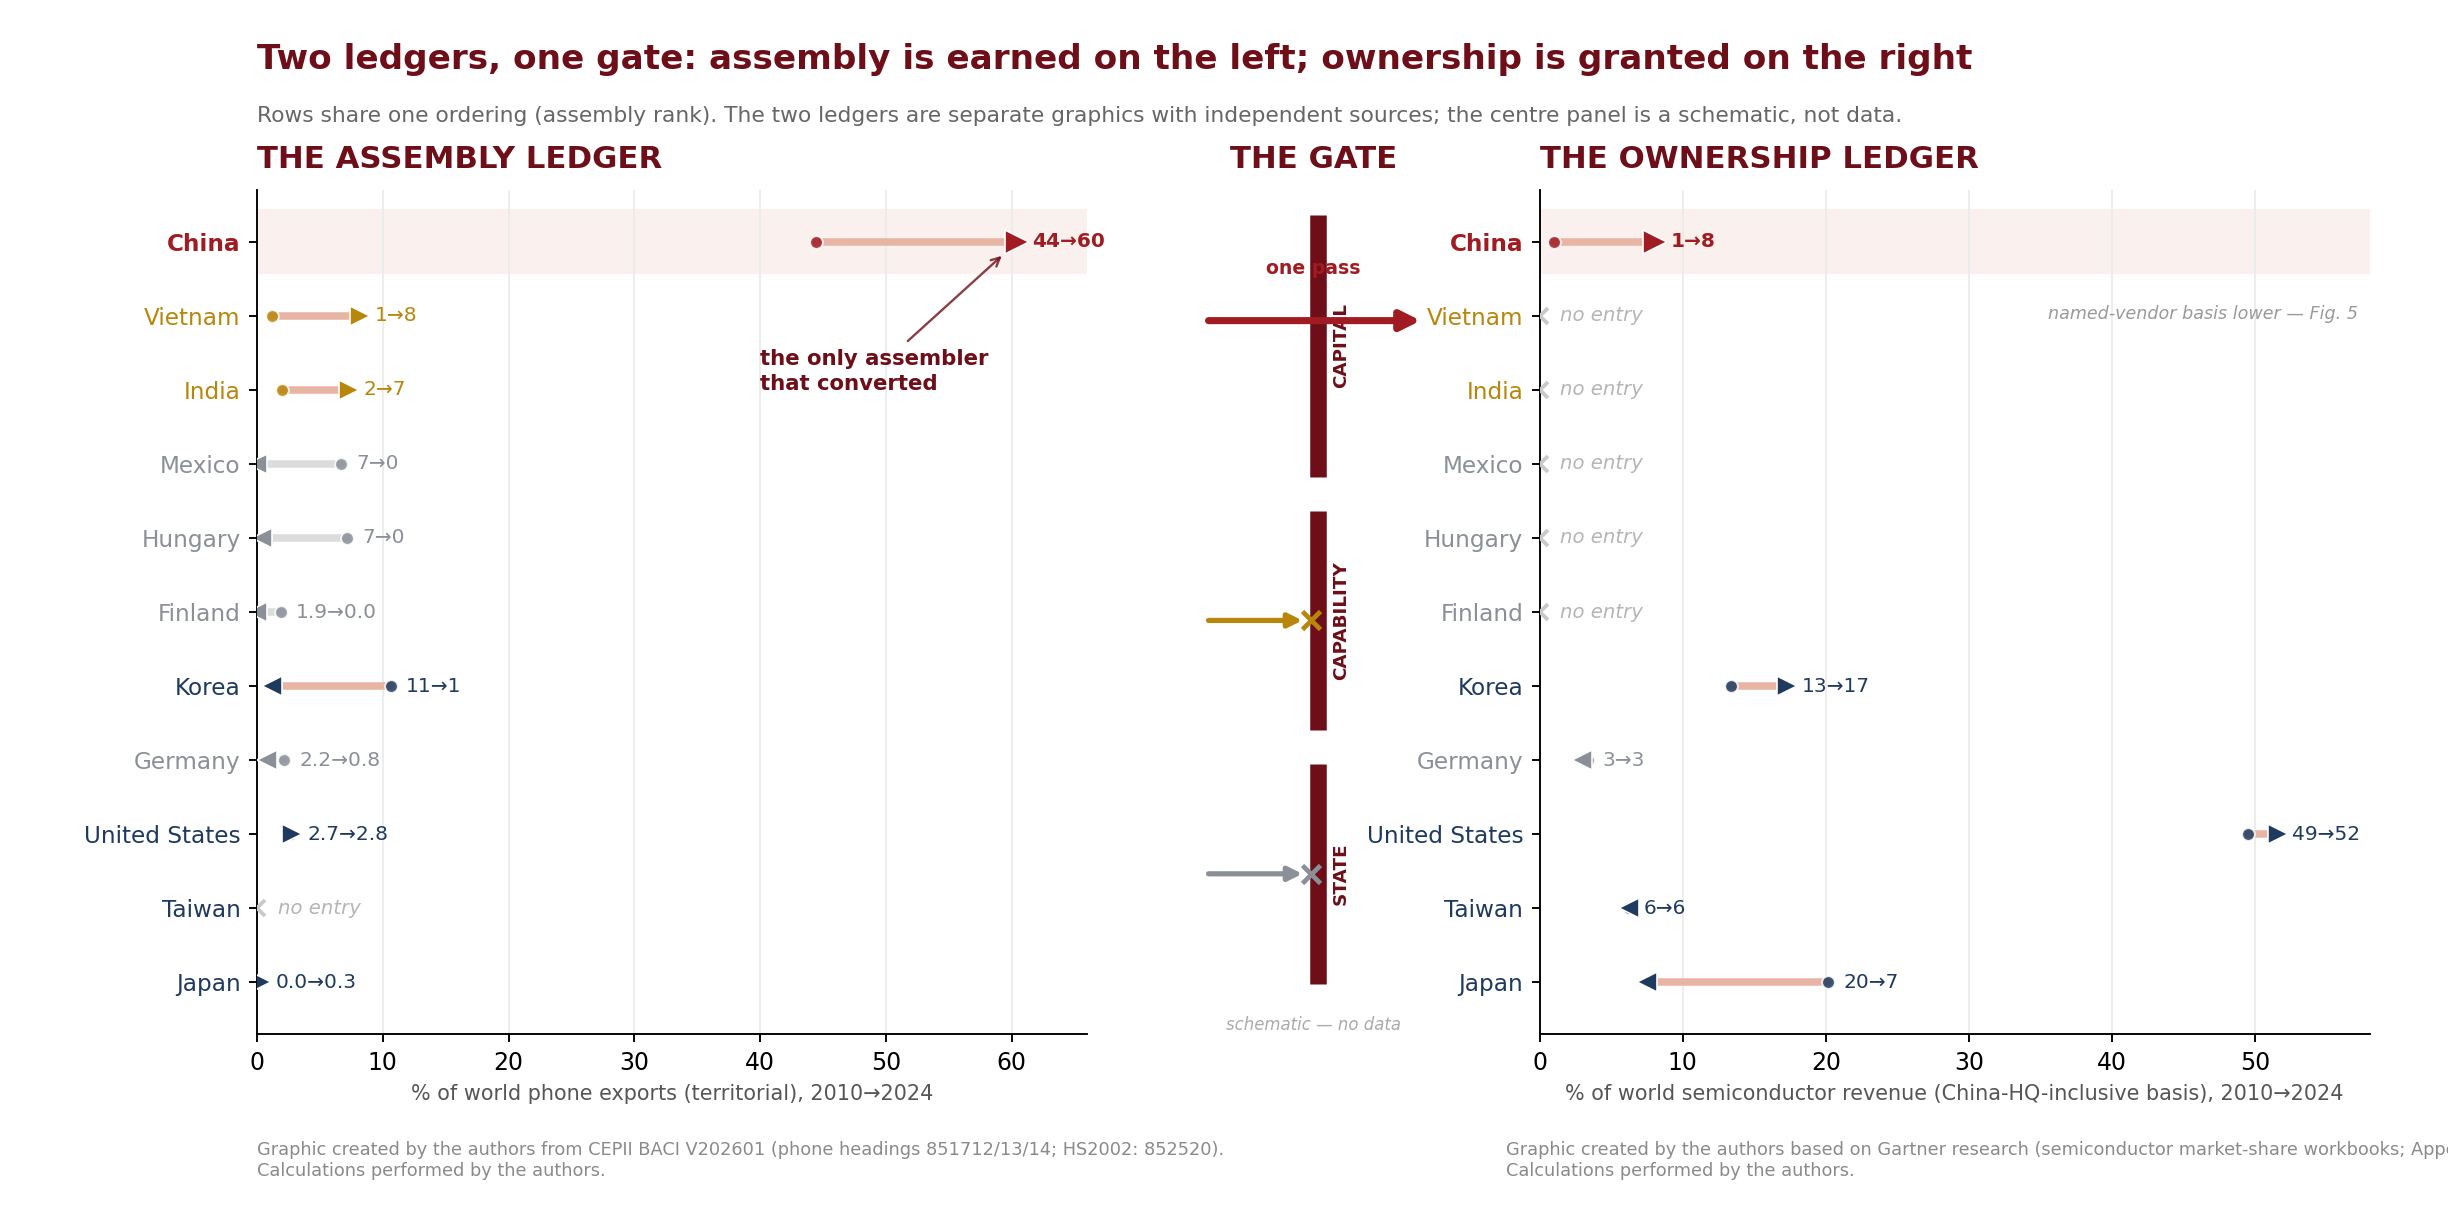 Two ledgers, one gate: assembly is earned on the left; ownership is granted on the right
Rows share one ordering (assembly rank). The two ledgers are separate graphics with independent sources; the centre panel is a schematic, not data.
THE ASSEMBLY LEDGER
China
44→60
Vietnam
1→8
the only assembler
that converted
India
2→7
Mexico
7→0
Hungary
7→0
Finland
1.9→0.0
Korea
11→1
Germany
2.2→0.8
United States
2.7→2.8
Taiwan
no entry
Japan
0.0→0.3
0 10 20 30 40 50 60
% of world phone exports (territorial), 2010→2024
Graphic created by the authors from CEPII BACI V202601 (phone headings 851712/13/14; HS2002: 852520).
Calculations performed by the authors.
THE GATE
one pass
CAPITAL
CAPABILITY
STATE
schematic — no data
THE OWNERSHIP LEDGER
China
1→8
Vietnam
no entry
named-vendor basis lower — Fig. 5
India
no entry
Mexico
no entry
Hungary
no entry
Finland
no entry
Korea
13→17
Germany
3→3
United States
49→52
Taiwan
6→6
Japan
20→7
0 10 20 30 40 50
% of world semiconductor revenue (China-HQ-inclusive basis), 2010→2024
Graphic created by the authors based on Gartner research (semiconductor market-share workbooks;
Calculations performed by the authors.